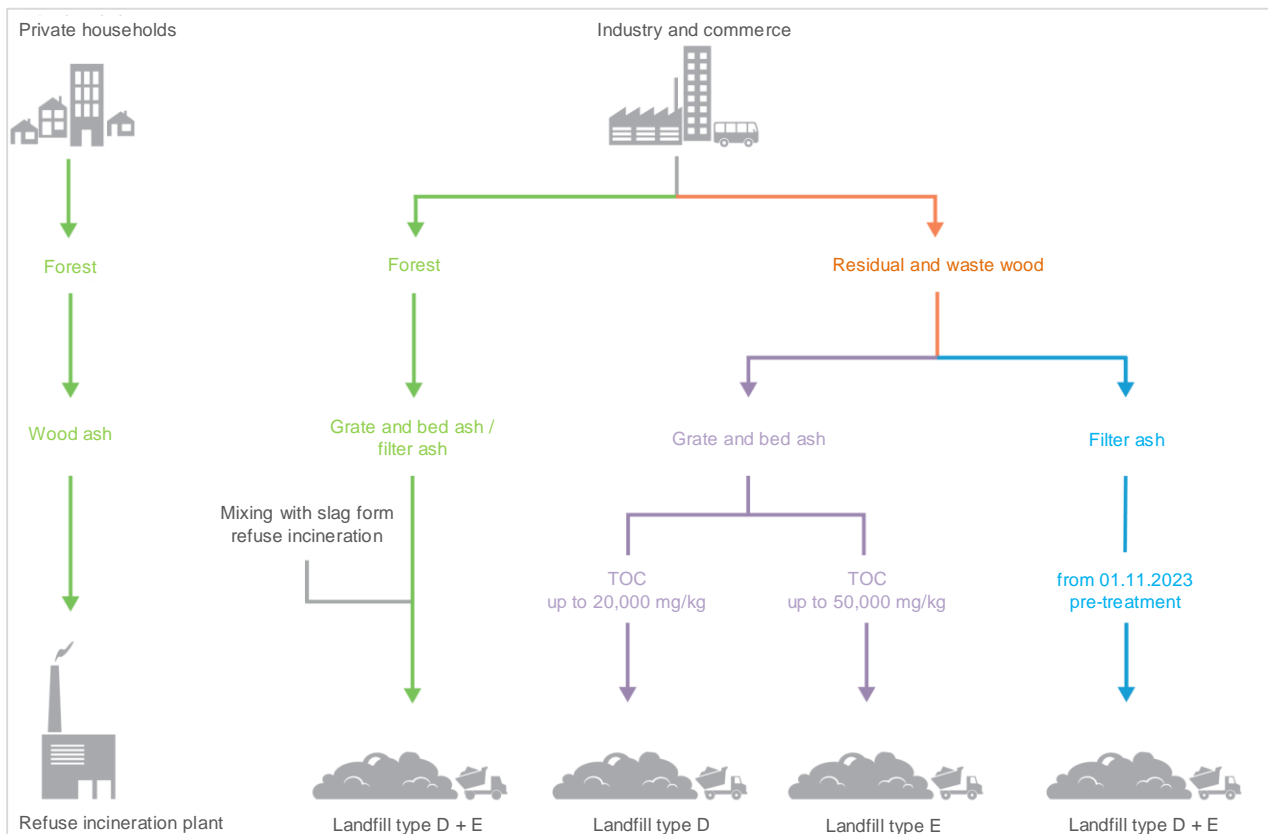 Private households
Industry and commerce
Forest
Forest
Residual and waste wood
Wood ash
Grate and bed ash /
filter ash
Grate and bed ash
Filter ash
Mixing with slag form
refuse incineration
TOC
up to 20,000 mg/kg
TOC
up to 50,000 mg/kg
from 01.11.2023
pre-treatment
Refuse incineration plant
Landfill type D + E
Landfill type D
Landfill type E
Landfill type D + E